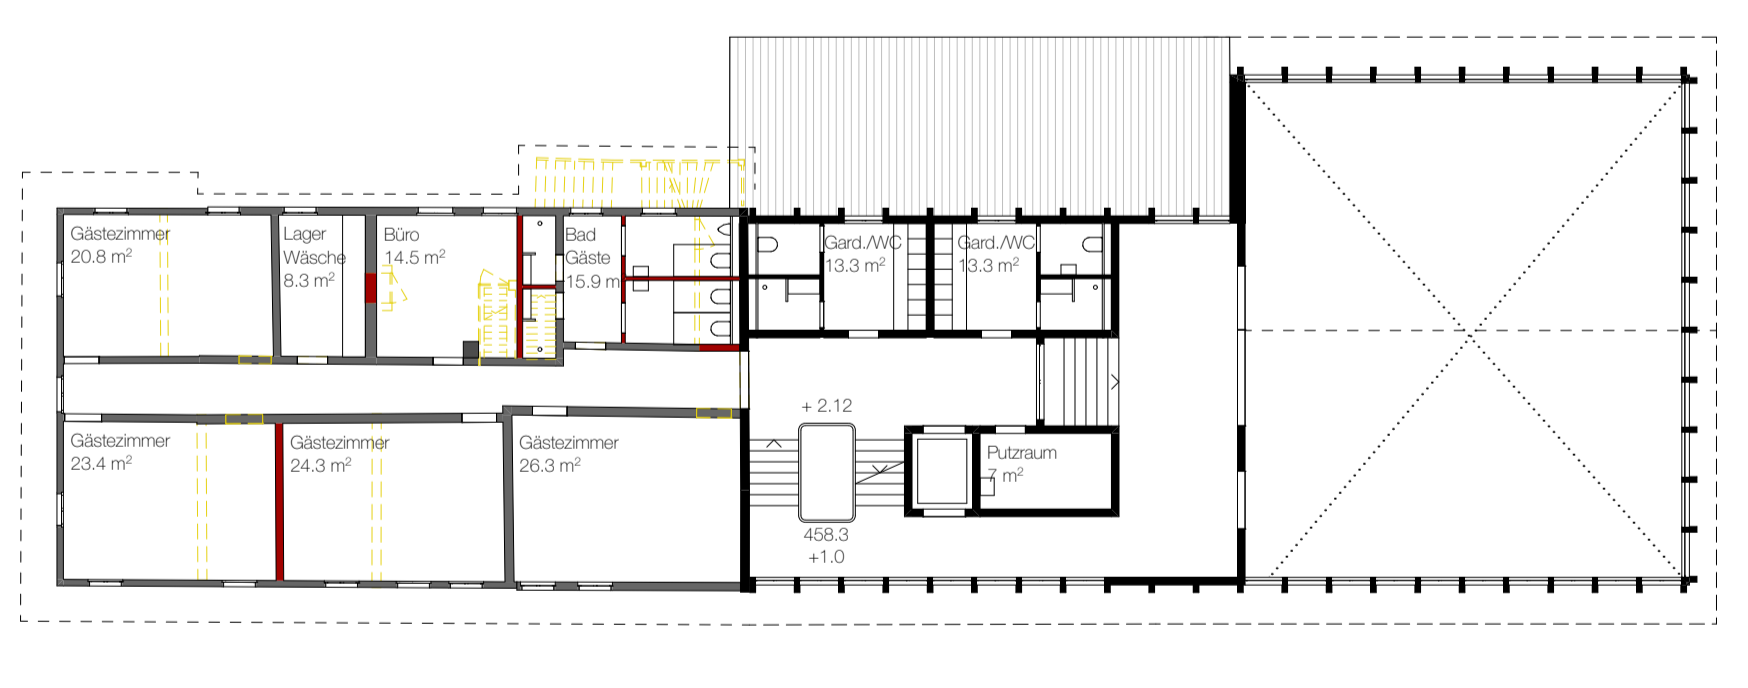 Gästezimmer
20.8 m²
Lager
Wäsche
8.3 m²
Büro
14.5 m²
Bad
Gäste
15.9 m
Gard./WC
13.3 m²
Gard./WC
13.3 m²
Gästezimmer
23.4 m²
Gästezimmer
24.3 m²
Gästezimmer
26.3 m²
+ 2.12
458.3
+1.0
Putzraum
7 m²